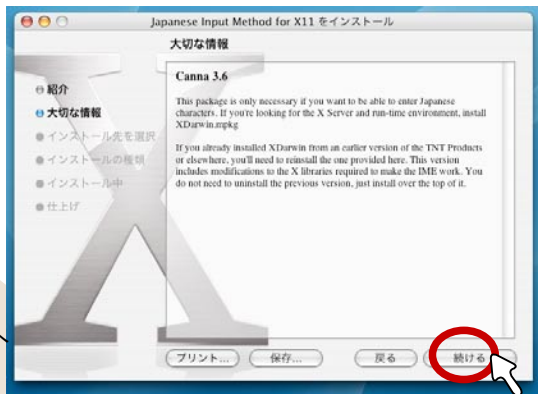 Japanese Input Method for X11 をインストール
大切な情報
紹介
大切な情報
インストール先を選択
インストールの種類
インストール中
仕上げ
Canna 3.6
This package is only necessary if you want to be able to enter Japanese
characters. If you're looking for the X Server and run-time environment, install
XDarwin.mpkg
If you already installed XDarwin from an earlier version of the TNT Products
or elsewhere, you'll need to reinstall the one provided here. This version
includes modifications to the X libraries required to make the IME work. You
do not need to uninstall the previous version, just install over the top of it.
プリント... 保存... 戻る 続ける